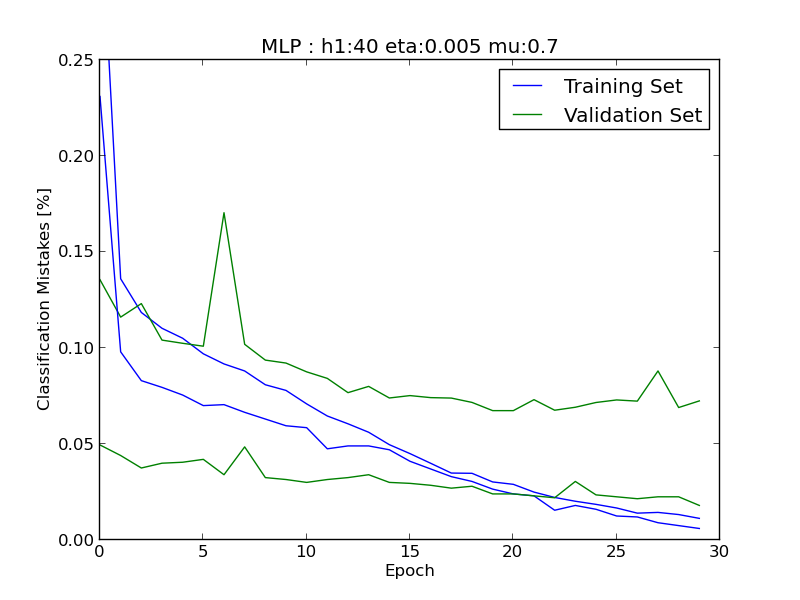 MLP : h1:40 eta:0.005 mu:0.7
Training Set
Validation Set
Classification Mistakes [%]
0.25
0.20
0.15
0.10
0.05
0.00
0 5 10 15 20 25 30
Epoch